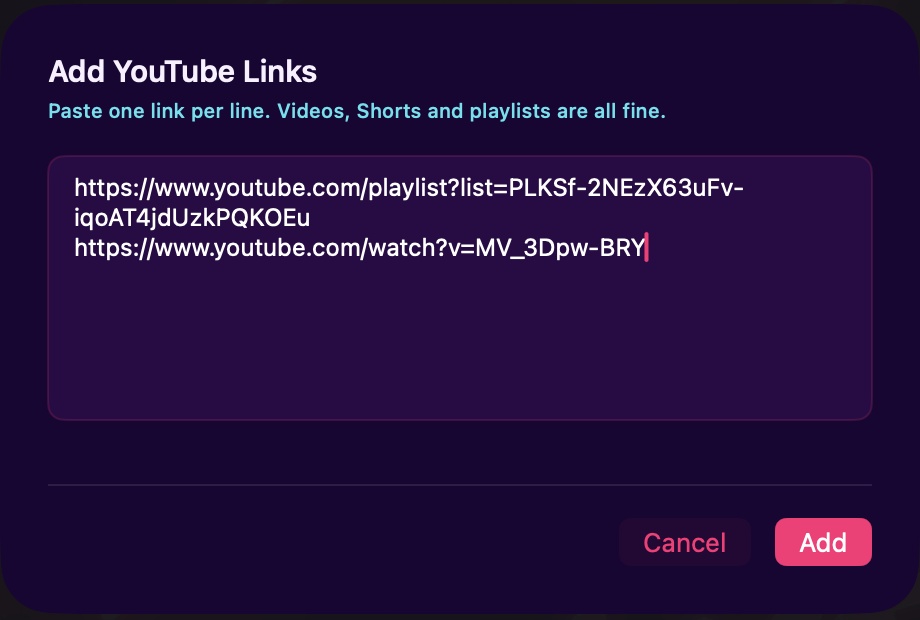 Add YouTube Links
Paste one link per line. Videos, Shorts and playlists are all fine.
https://www.youtube.com/playlist?list=PLKSf-2NEzX63uFv-
iqoAT4jdUzkPQKOEu
https://www.youtube.com/watch?v=MV_3Dpw-BRY
Cancel
Add